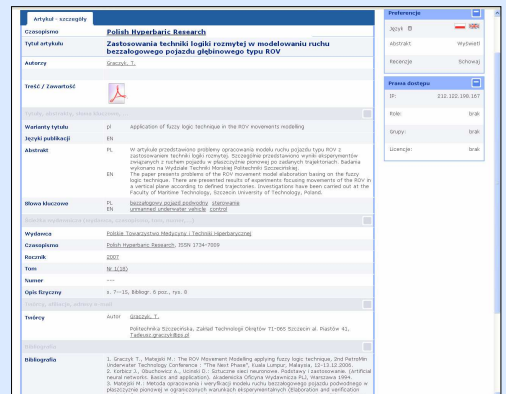 Artykuł - szczegóły
Czasopismo Polish Hyperbaric Research
Tytuł artykułu Zastosowania techniki logiki rozmytej w modelowaniu ruchu
bezzałogowego pojazdu głębinowego typu ROV
Autorzy Graczyk, T.
Treść / Zawartość
Warianty tytułu pl Application of fuzzy logic technique in the ROV movements modelling
Języki publikacji EN
Abstrakt PL W artykule przedstawiono problemy opracowania modelu ruchu pojazdu typu ROV z
zastosowaniem techniki logiki rozmytej. Szczególnie przedstawiono wyniki eksperymentów
związanych z ruchem pojazdu w płaszczyźnie pionowej po zadanych trajektoriach. Badania
wykonano na Wydziale Techniki Morskiej Politechniki Szczecińskiej.
EN The paper presents problems of the ROV movement model elaboration basing on the fuzzy
logic technique. There are presented results of experiments focusing movements of the ROV in
a vertical plane according to defined trajectories. Investigations have been carried out at the
Faculty of Maritime Technology, Szczecin University of Technology, Poland.
Słowa kluczowe PL bezzałogowy pojazd podwodny sterowanie
EN unmanned underwater vehicle control
Wydawca Polskie Towarzystwo Medycyny i Techniki Hiperbarycznej
Czasopismo Polish Hyperbaric Research, ISSN 1734-7009
Rocznik 2007
Tom Nr 1(18)
Numer ---
Opis fizyczny s. 7--15, Bibliogr. 8 poz., rys. 8
Twórcy Autor Graczyk, T.
Politechnika Szczecińska, Zakład Technologii Okrętów 71-065 Szczecin al. Piastów 41,
Tadeusz.graczyk@ps.pl
Bibliografia
Bibliografia 1. Graczyk T., Matejski M.: The ROV Movement Modelling applying fuzzy logic technique, 2nd PetroMin
Underwater Technology Conference : "The Next Phase", Kuala Lumpur, Malaysia, 12-13.12.2006.
2. Korbicz J., Obuchowicz A., Uciński D.: Sztuczne sieci neuronowe. Podstawy i zastosowanie. (Artificial
neural networks. Basics and application). Akademicka Oficyna Wydawnicza PLJ, Warszawa 1994.
3. Matejski M.: Metoda opracowania i weryfikacji modelu ruchu bezzałogowego pojazdu podwodnego w
płaszczyźnie pionowej w ograniczonych warunkach eksperymentalnych (Elaboration and verification
Preferencje
Język
Abstrakt Wyświetl
Recenzje Schowaj
Prawa dostępu
IP: 212.122.198.167
Role: brak
Grupy: brak
Licencje: brak